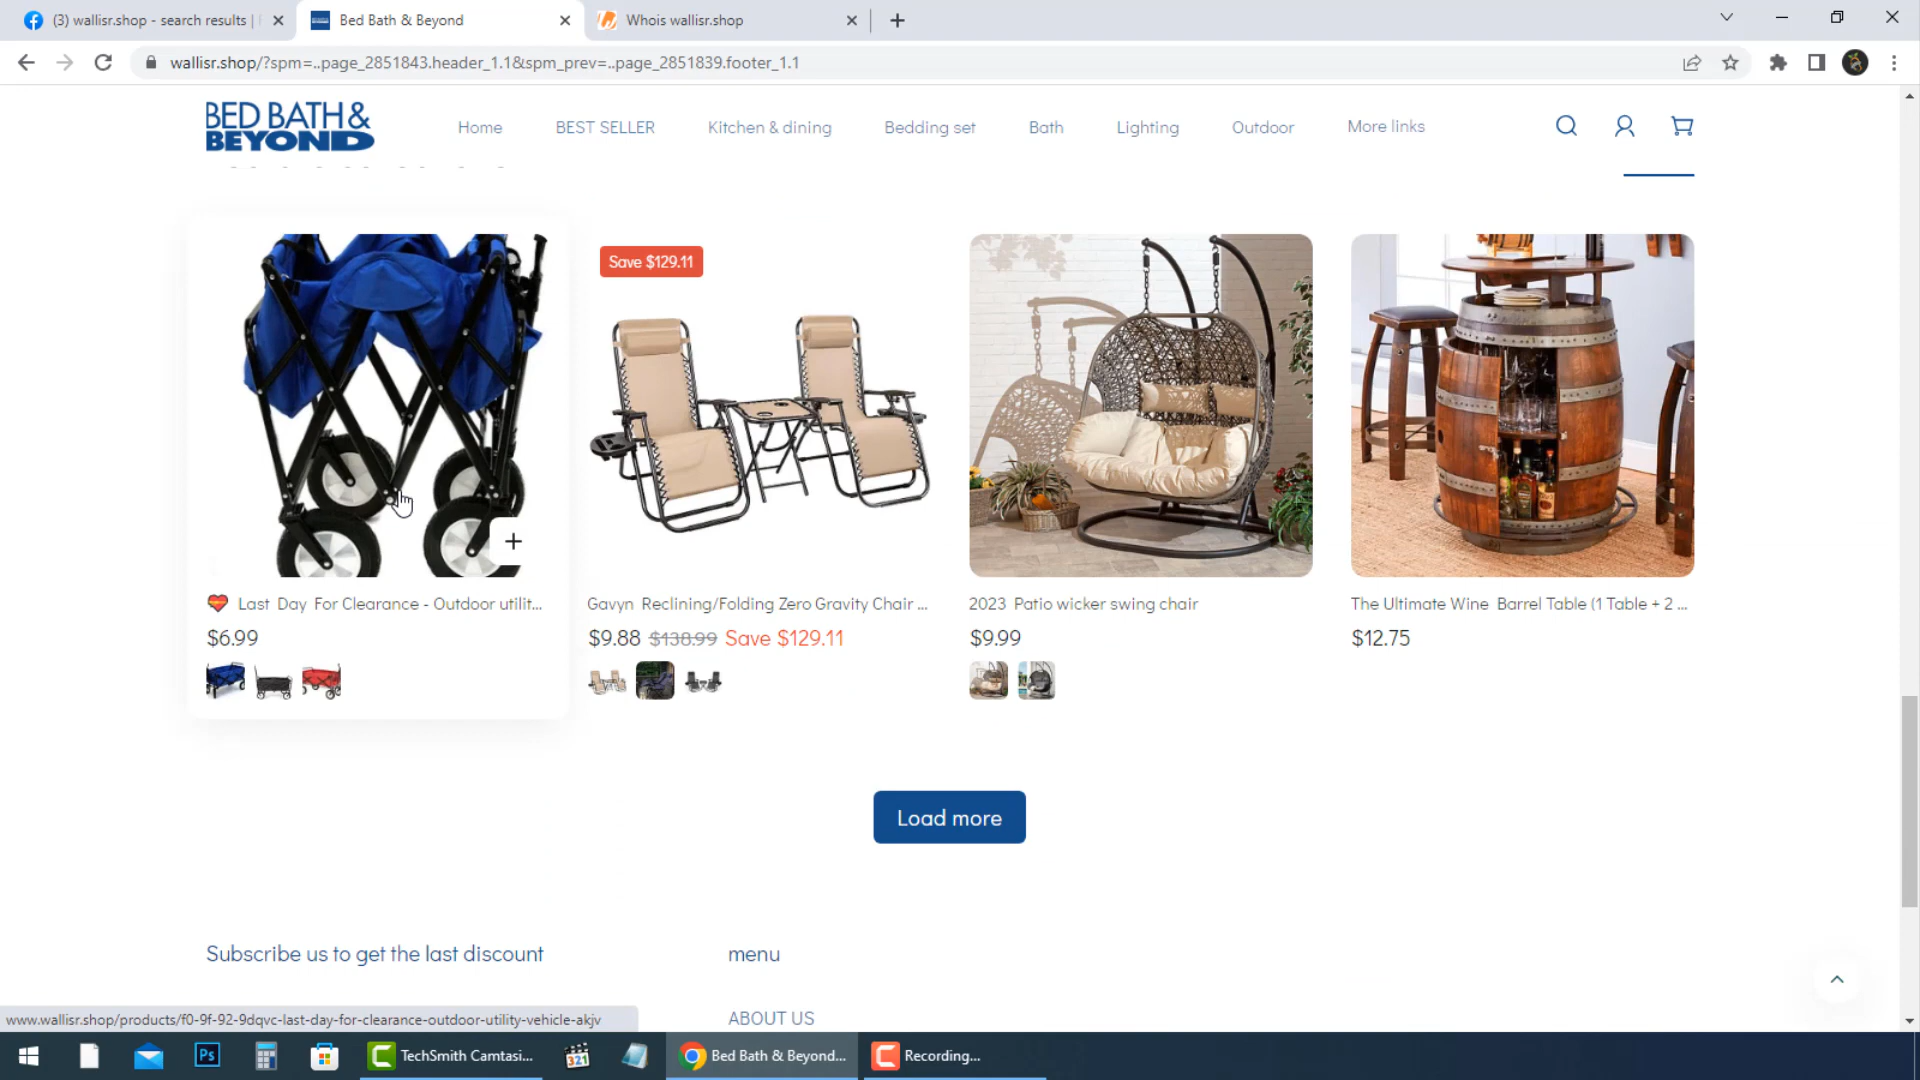 (3) wallisr.shop - search results | F
Bed Bath & Beyond
Whois wallisr.shop
wallisr.shop/?spm=..page_2851843.header_1.1&spm_prev=..page_2851839.footer_1.1
BED BATH &
BEYOND
Home
BEST SELLER
Kitchen & dining
Bedding set
Bath
Lighting
Outdoor
More links
Save $129.11
Last Day For Clearance - Outdoor utilit...
Gavyn Reclining/Folding Zero Gravity Chair ...
2023 Patio wicker swing chair
The Ultimate Wine Barrel Table (1 Table + 2 ...
$6.99
$9.88 $138.99 Save $129.11
$9.99
$12.75
Load more
Subscribe us to get the last discount
menu
ABOUT US
www.wallisr.shop/products/f0-9f-92-9dqvc-last-day-for-clearance-outdoor-utility-vehicle-akjv
Ps
TechSmith Camtasi...
321
Bed Bath & Beyond...
Recording...